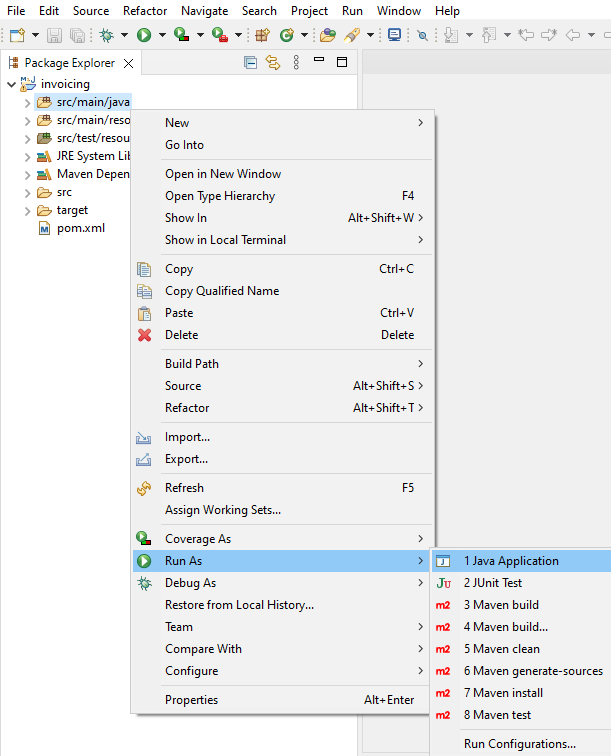 File Edit Source Refactor Navigate Search Project Run Window Help
Package Explorer
invoicing
src/main/java
src/main/reso
src/test/resou
JRE System Lib
Maven Depen
src
target
M pom.xml
New
Go Into
Open in New Window
Open Type Hierarchy F4
Show In Alt+Shift+W
Show in Local Terminal
Copy Ctrl+C
Copy Qualified Name
Paste Ctrl+V
Delete Delete
Build Path
Source Alt+Shift+S
Refactor Alt+Shift+T
Import...
Export...
Refresh F5
Assign Working Sets...
Coverage As
Run As
Debug As
Restore from Local History...
Team
Compare With
Configure
Properties Alt+Enter
J 1 Java Application
JU 2 JUnit Test
m2 3 Maven build
m2 4 Maven build...
m2 5 Maven clean
m2 6 Maven generate-sources
m2 7 Maven install
m2 8 Maven test
Run Configurations...